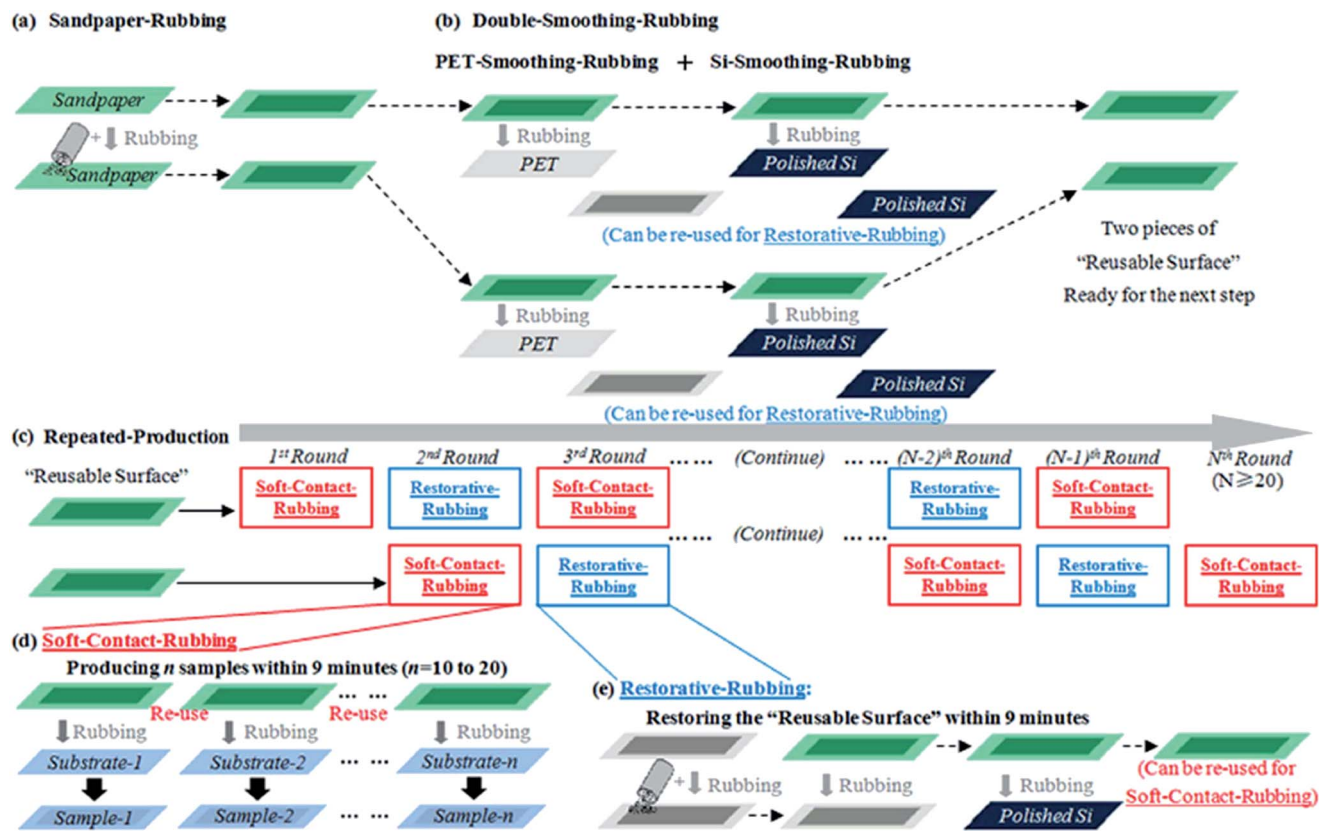 (a) Sandpaper-Rubbing
(b) Double-Smoothing-Rubbing
PET-Smoothing-Rubbing + Si-Smoothing-Rubbing
Sandpaper
+ Rubbing
Sandpaper
Rubbing
PET
Rubbing
Polished Si
Polished Si
(Can be re-used for Restorative-Rubbing)
Rubbing
PET
Rubbing
Polished Si
Polished Si
(Can be re-used for Restorative-Rubbing)
Two pieces of
“Reusable Surface”
Ready for the next step
(c) Repeated-Production
“Reusable Surface”
1st Round
2nd Round
3rd Round
... ... (Continue) ... ...
(N-2)th Round
(N-1)th Round
Nth Round
(N≥20)
Soft-Contact-
Rubbing
Restorative-
Rubbing
Soft-Contact-
Rubbing
Restorative-
Rubbing
Soft-Contact-
Rubbing
... ... (Continue) ... ...
Soft-Contact-
Rubbing
Restorative-
Rubbing
Soft-Contact-
Rubbing
Restorative-
Rubbing
Soft-Contact-
Rubbing
(d) Soft-Contact-Rubbing
Producing n samples within 9 minutes (n=10 to 20)
... ...
Re-use
Re-use
Rubbing
Rubbing
Rubbing
Substrate-1
Substrate-2
... ...
Substrate-n
Sample-1
Sample-2
... ...
Sample-n
(e) Restorative-Rubbing:
Restoring the “Reusable Surface” within 9 minutes
+ Rubbing
Rubbing
Rubbing
Polished Si
(Can be re-used for
Soft-Contact-Rubbing)